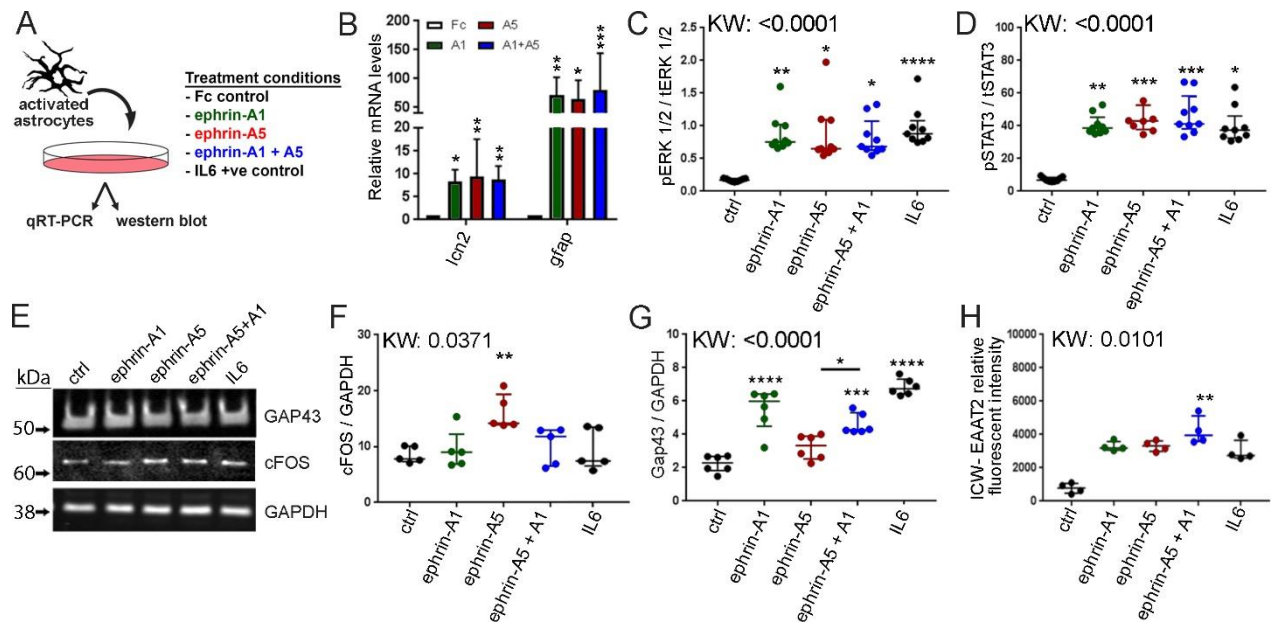 A
activated
astrocytes
Treatment conditions
- Fc control
- ephrin-A1
- ephrin-A5
- ephrin-A1 + A5
- IL6 +ve control
qRT-PCR
western blot
B
Relative mRNA levels
Fc
A5
A1
A1+A5
200
150
100
50
20
15
10
5
0
*
**
**
**
*
***
lcn2
gfap
C
KW: <0.0001
pERK 1/2 / tERK 1/2
2.5
2.0
1.5
1.0
0.5
0.0
**
*
*
****
ctrl
ephrin-A1
ephrin-A5
ephrin-A5 + A1
IL6
D
KW: <0.0001
pSTAT3 / tSTAT3
100
80
60
40
20
0
**
***
***
*
ctrl
ephrin-A1
ephrin-A5
ephrin-A5 + A1
IL6
E
ctrl
ephrin-A1
ephrin-A5
ephrin-A5+A1
IL6
kDa
50
GAP43
60
cFOS
38
GAPDH
F
KW: 0.0371
cFOS / GAPDH
30
20
10
0
**
ctrl
ephrin-A1
ephrin-A5
ephrin-A5 + A1
IL6
G
KW: <0.0001
Gap43 / GAPDH
10
8
6
4
2
0
****
*
***
****
ctrl
ephrin-A1
ephrin-A5
ephrin-A5 + A1
IL6
H
KW: 0.0101
ICW- EAAT2 relative
fluorescent intensity
10000
8000
6000
4000
2000
0
**
ctrl
ephrin-A1
ephrin-A5
ephrin-A5 + A1
IL6